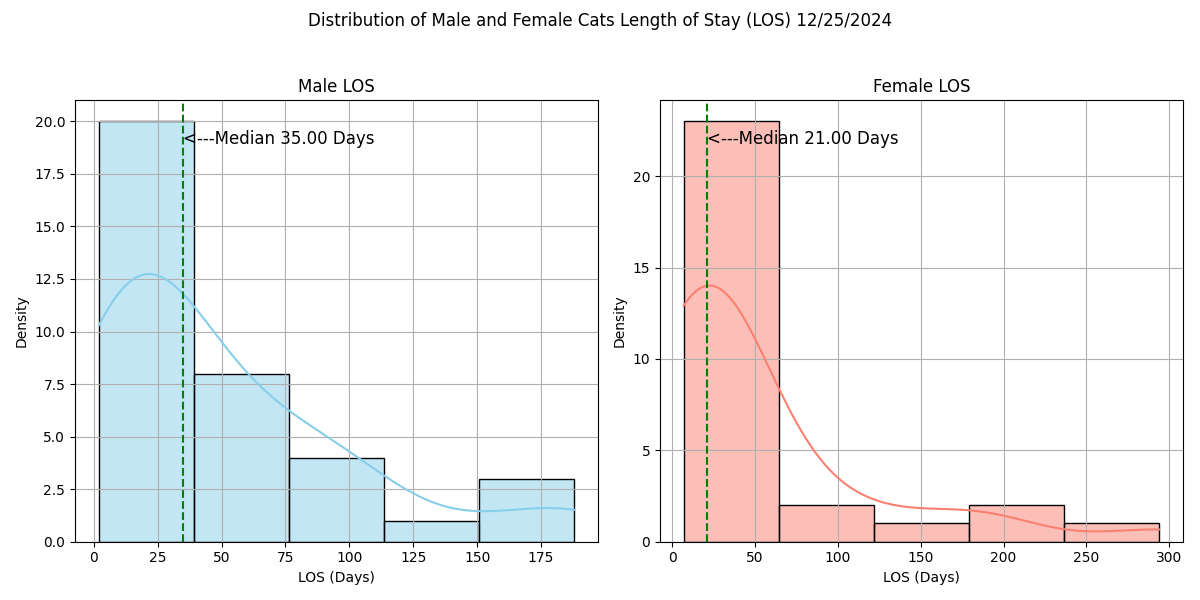 Distribution of Male and Female Cats Length of Stay (LOS) 12/25/2024
Male LOS
20.0
17.5
15.0
12.5
10.0
7.5
5.0
2.5
0.0
Density
<---Median 35.00 Days
0 25 50 75 100 125 150 175
LOS (Days)
Female LOS
20
15
10
5
0
Density
<---Median 21.00 Days
0 50 100 150 200 250 300
LOS (Days)